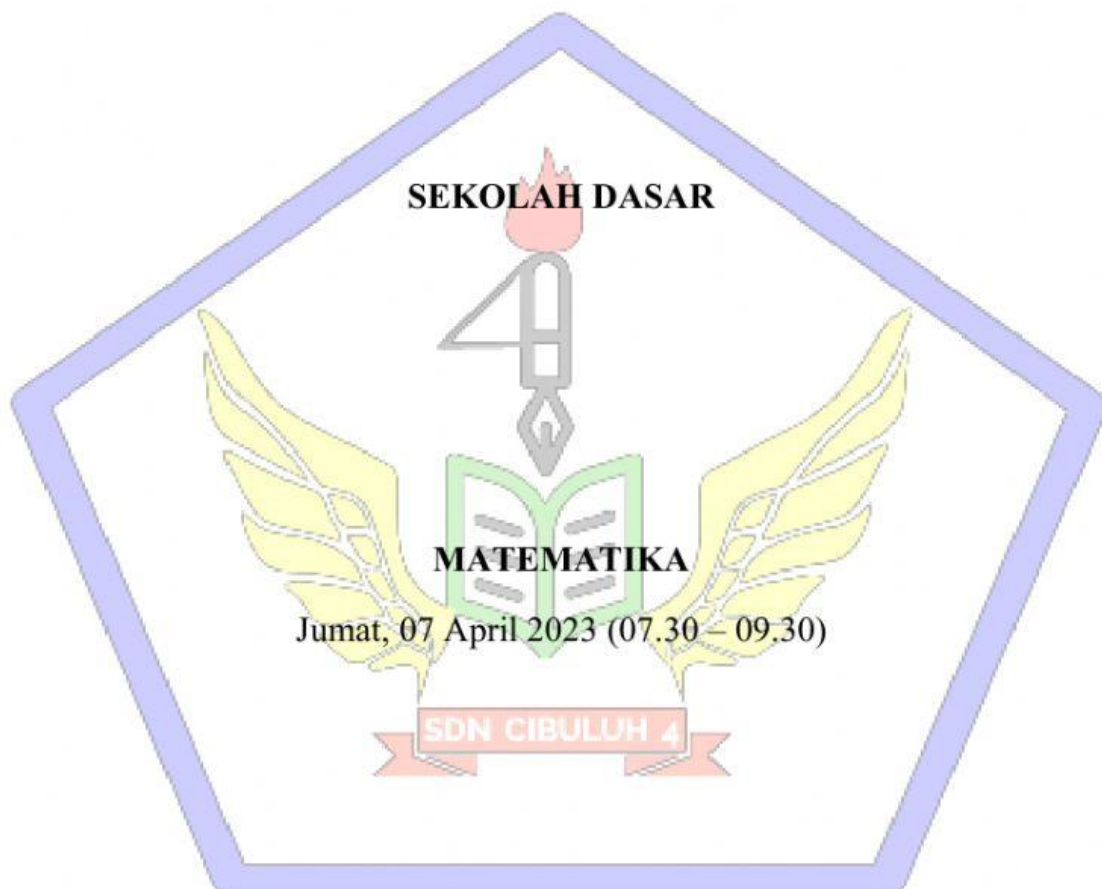 SEKOLAH DASAR
MATEMATIKA
Jumat, 07 April 2023 (07.30 – 09.30)
SDN CIBULUH 4